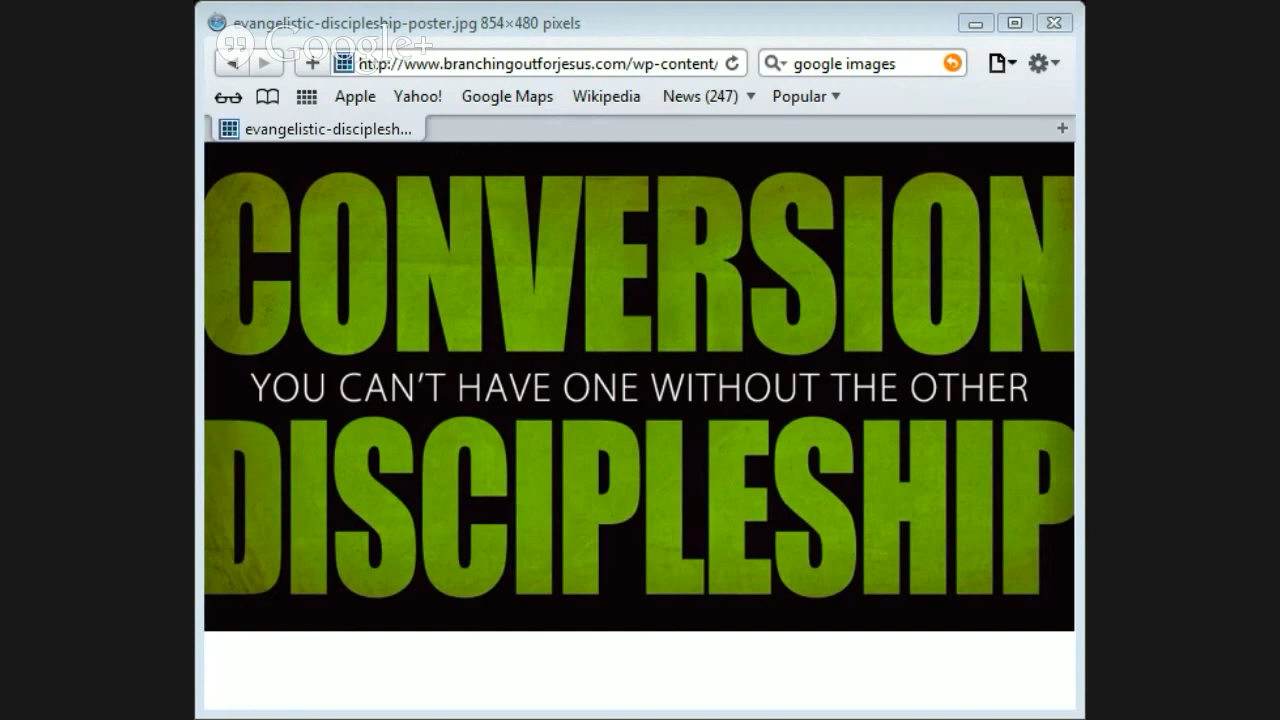 evangelistic-discipleship-poster.jpg 854×480 pixels
Google+
http://www.branchingoutforjesus.com/wp-content/
google images
Apple Yahoo! Google Maps Wikipedia News (247) Popular
evangelistic-disciplesh...
CONVERSION
YOU CAN'T HAVE ONE WITHOUT THE OTHER
DISCIPLESHIP